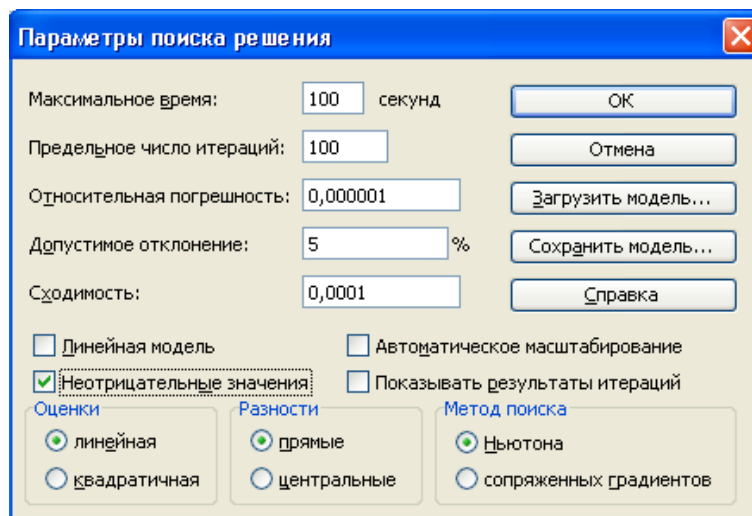 Параметры поиска решения
Максимальное время: 100 секунд ОК
Предельное число итераций: 100 Отмена
Относительная погрешность: 0,000001 Загрузить модель...
Допустимое отклонение: 5 % Сохранить модель...
Сходимость: 0,0001 Справка
Линейная модель Автоматическое масштабирование
Неотрицательные значения Показывать результаты итераций
Оценки Разности Метод поиска
линейная прямые Ньютона
квадратичная центральные сопряженных градиентов